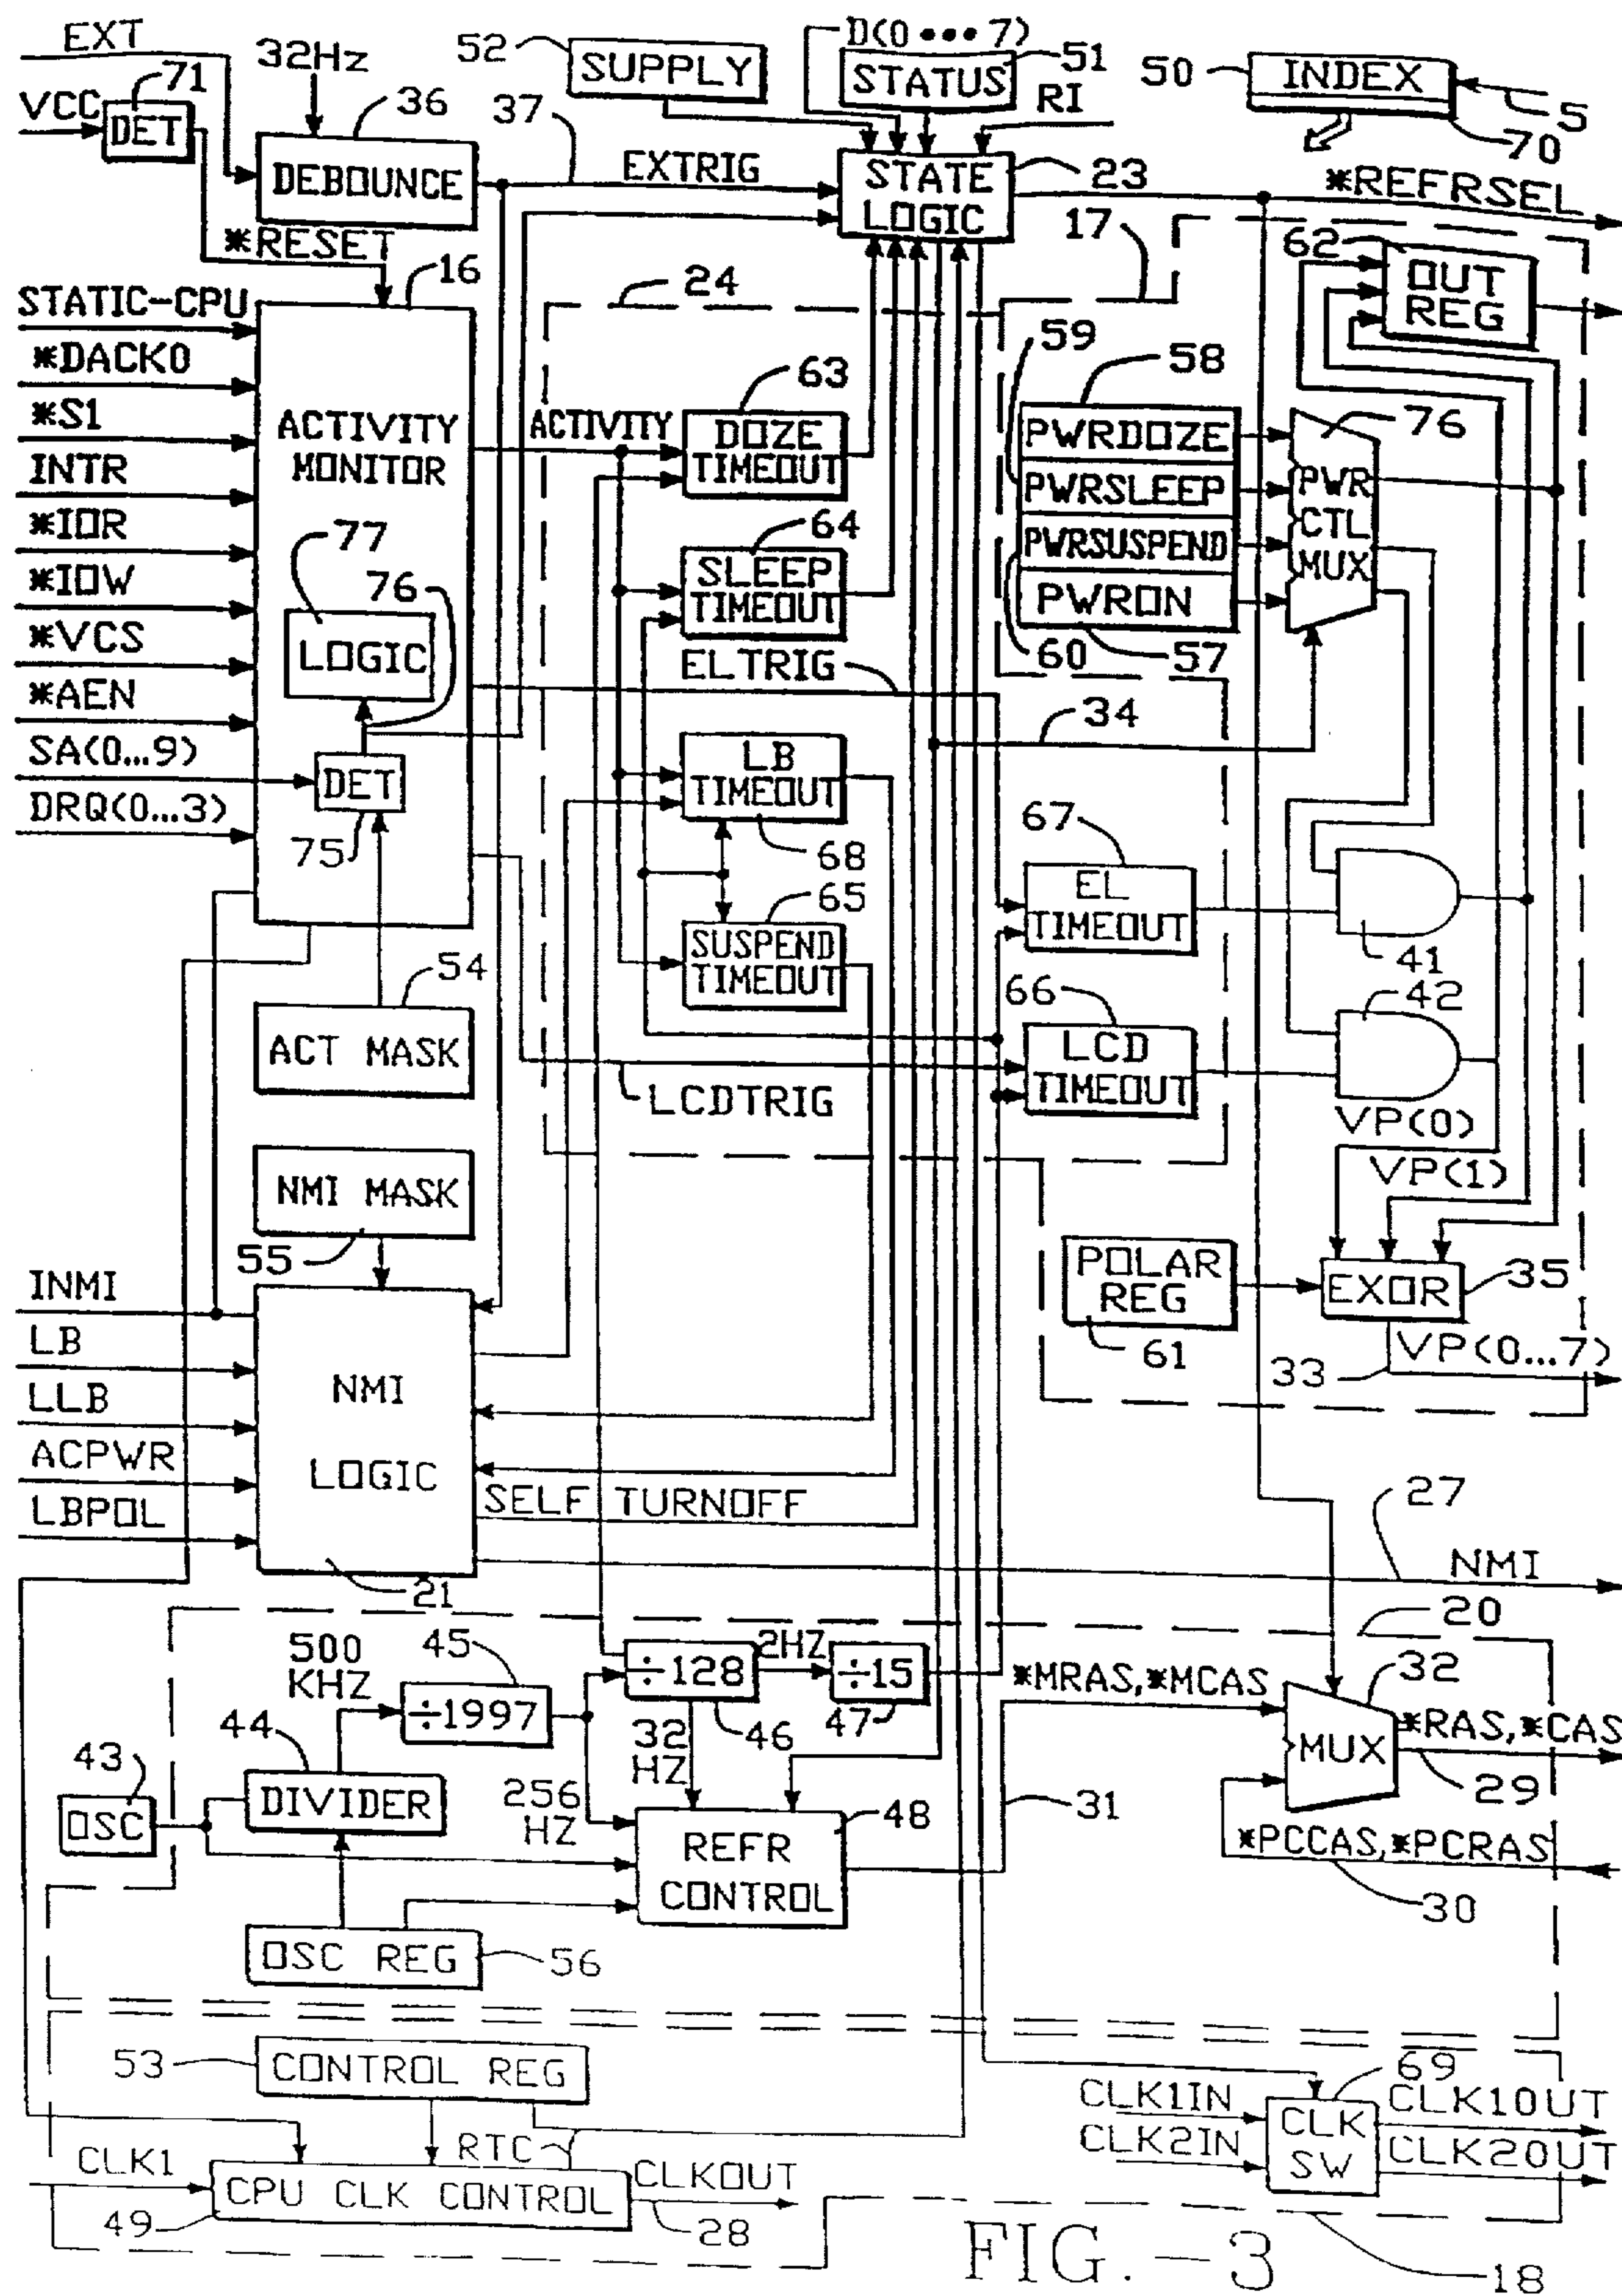 EXT
32Hz
52
SUPPLY
D(0 ••• 7)
STATUS
51
RI
50
INDEX
5
70
VCC
71
DET
36
37
DEBOUNCE
EXTRIG
STATE
LOGIC
23
*REFRSEL
*RESET
16
17
62
OUT
REG
24
STATIC-CPU
*DACK0
*S1
INTR
*IOR
*IOW
*VCS
*AEN
SA(0...9)
DRQ(0...3)
ACTIVITY
MONITOR
77
LOGIC
76
DET
75
ACTIVITY
63
DOZE
TIMEOUT
64
SLEEP
TIMEOUT
ELTRIG
LB
TIMEOUT
68
65
SUSPEND
TIMEOUT
59
58
PWRDOZE
PWRSLEEP
PWRSUSPEND
PWRON
60
57
76
PWR
CTL
MUX
34
67
EL
TIMEOUT
41
66
42
LCD
TIMEOUT
54
ACT MASK
LCDTRIG
VP(0)
VP(1)
NMI MASK
55
POLAR
REG
61
EXOR
35
VP(0...7)
33
INMI
LB
LLB
ACPWR
LBPOL
NMI
LOGIC
21
SELF TURNOFF
27
NMI
20
500
KHZ
45
÷1997
÷128
46
2HZ
÷15
47
*MRAS,*MCAS
32
MUX
*RAS,*CAS
29
44
43
OSC
DIVIDER
32
HZ
256
HZ
REFR
CONTROL
48
31
*PCCAS,*PCRAS
30
OSC REG
56
53
CONTROL REG
69
CLK1IN
CLK2IN
CLK
SW
CLK1OUT
CLK2OUT
RTC
CLK1
CPU CLK CONTROL
CLKOUT
49
28
FIG.-3
18